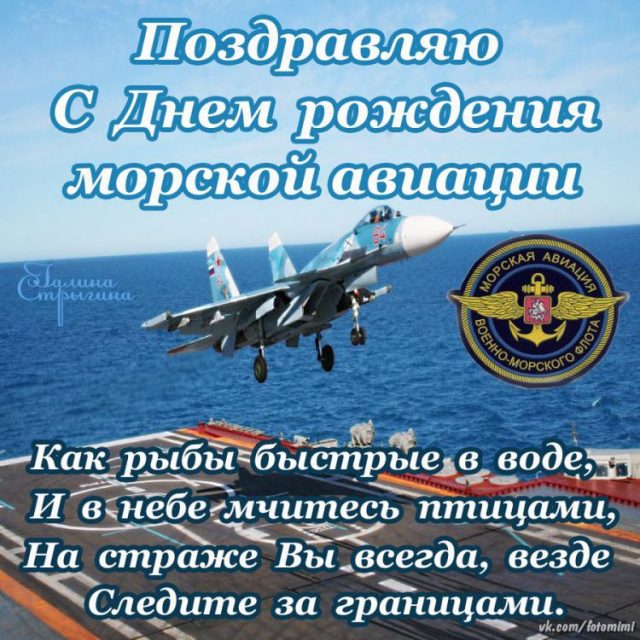 Поздравляю
С Днем рождения
морской авиации
Галина
Стрыгина
МОРСКАЯ АВИАЦИЯ
ВОЕННО-МОРСКОГО ФЛОТА
Как рыбы быстрые в воде,
И в небе мчитесь птицами,
На страже Вы всегда, везде
Следите за границами.
vk.com/fotomiml